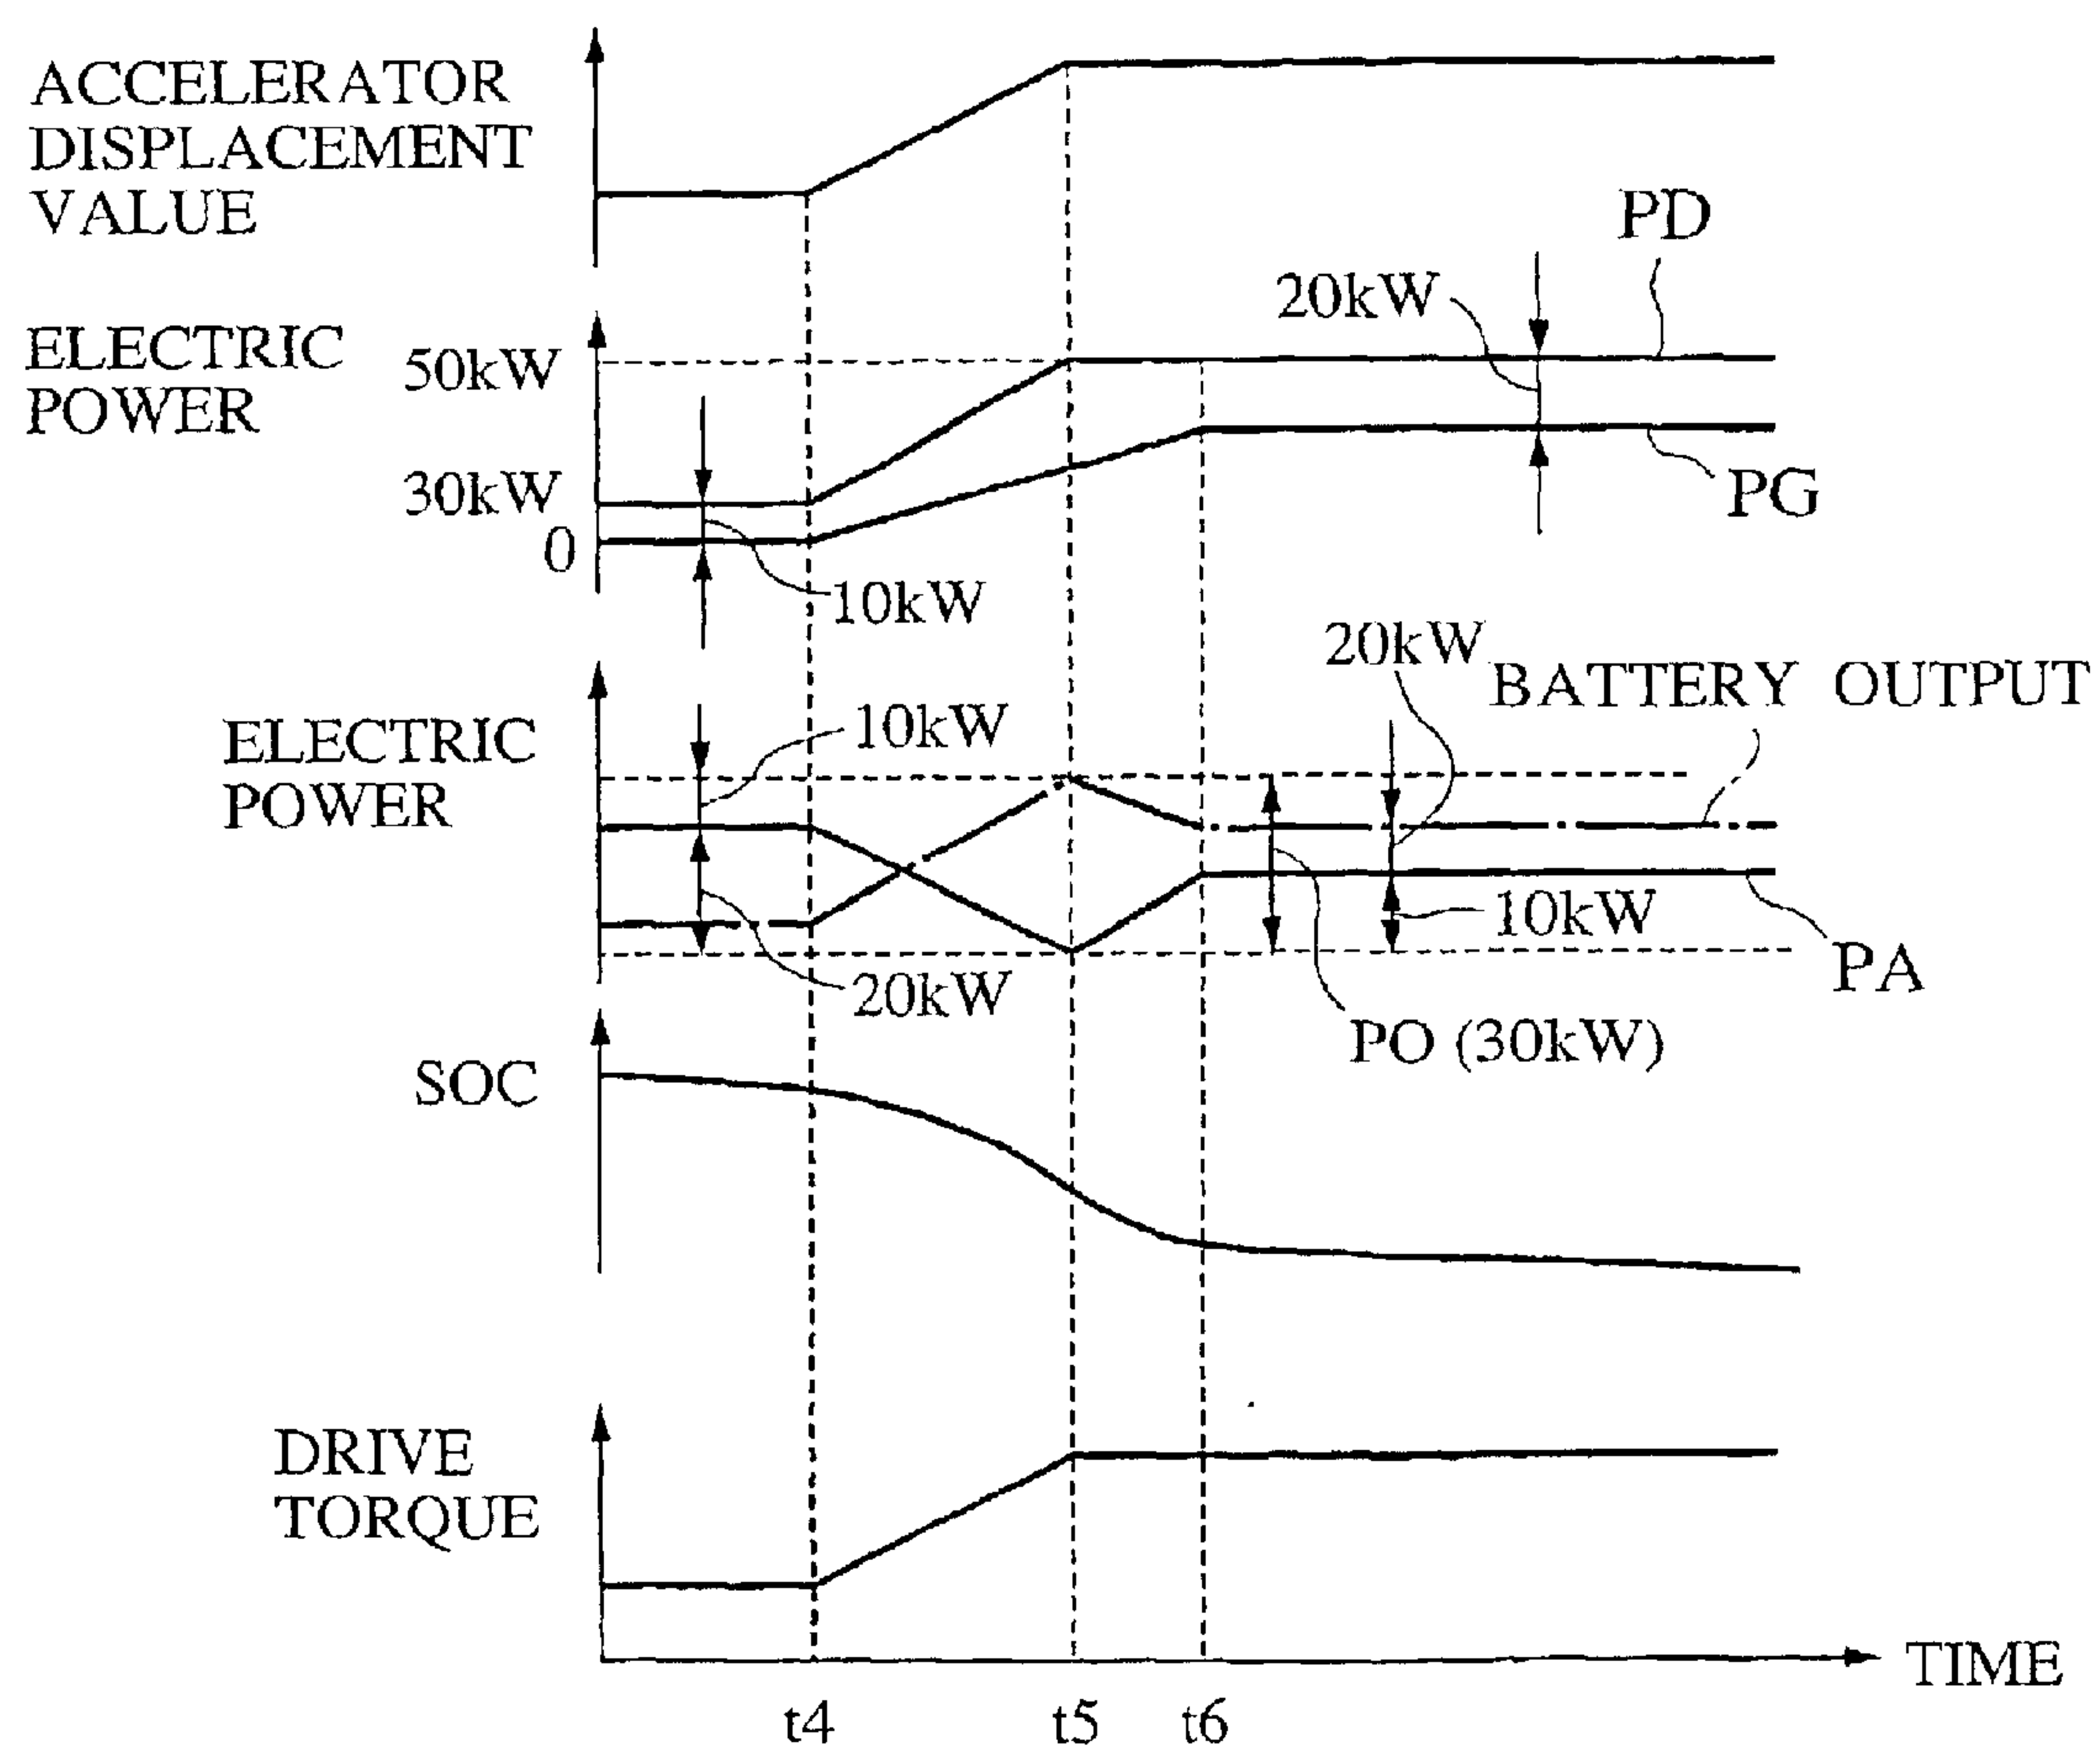 ACCELERATOR
DISPLACEMENT
VALUE
PD
20kW
ELECTRIC
POWER
50kW
30kW
PG
0
10kW
20kW
BATTERY OUTPUT
ELECTRIC
POWER
10kW
10kW
PA
20kW
PO (30kW)
SOC
DRIVE
TORQUE
TIME
t4 t5 t6